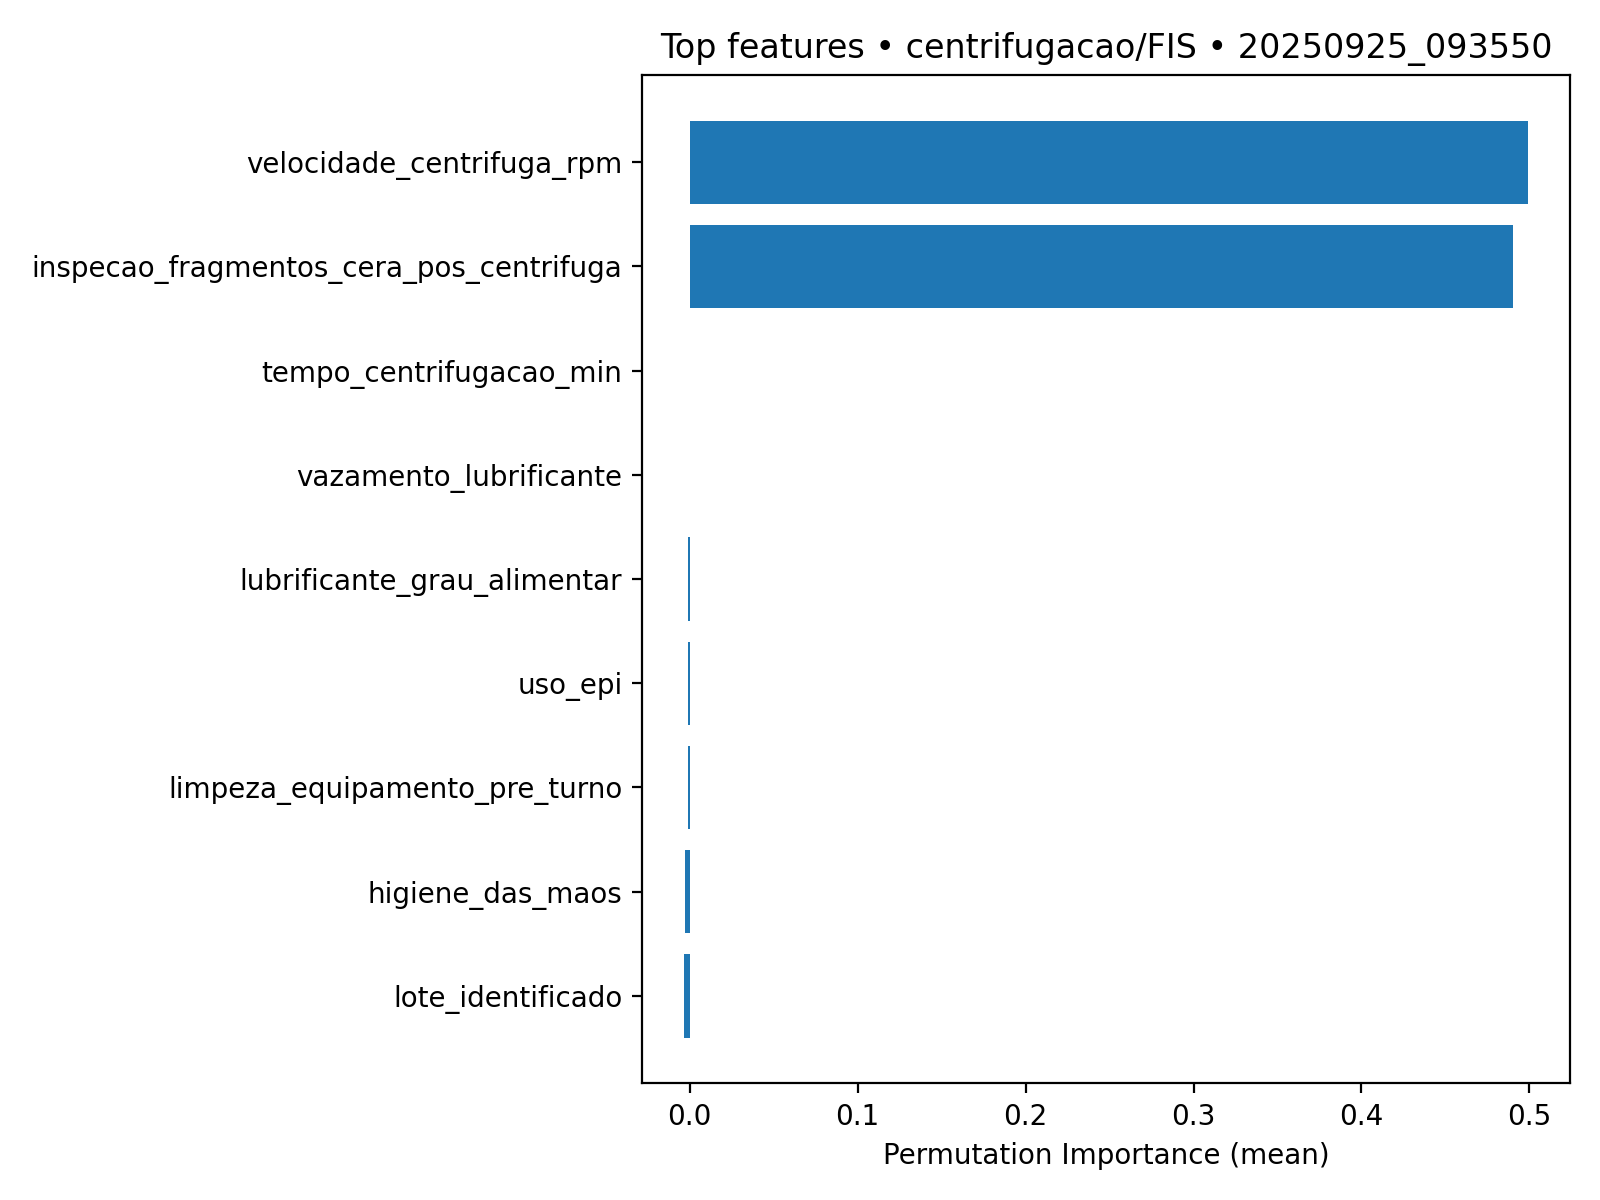 Top features • centrifugacao/FIS • 20250925_093550
velocidade_centrifuga_rpm
inspecao_fragmentos_cera_pos_centrifuga
tempo_centrifugacao_min
vazamento_lubrificante
lubrificante_grau_alimentar
uso_epi
limpeza_equipamento_pre_turno
higiene_das_maos
lote_identificado
0.0 0.1 0.2 0.3 0.4 0.5
Permutation Importance (mean)